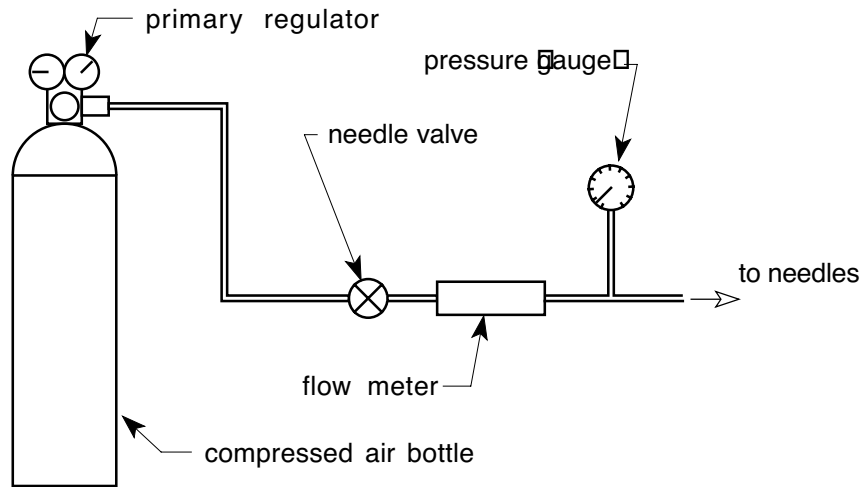 primary regulator
pressure gauge
needle valve
to needles
flow meter
compressed air bottle